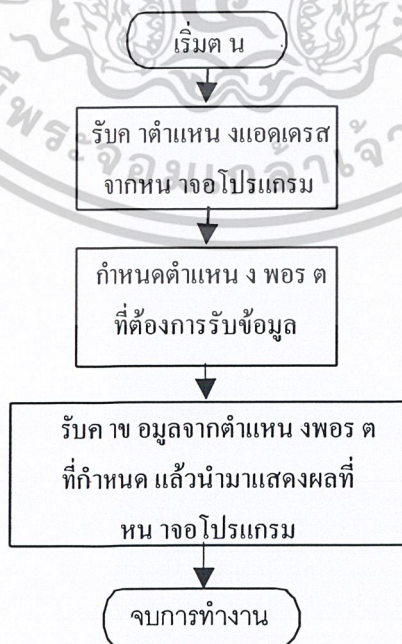 เริ่มต น
รับค าตำแหน งแอดเดรส
จากหน าจอโปรแกรม
กำหนดตำแหน ง พอร ต
ที่ต้องการรับข้อมูล
รับค าข อมูลจากตำแหน งพอร ต
ที่กำหนด แล้วนำมาแสดงผลที่
หน าจอโปรแกรม
จบการทำงาน